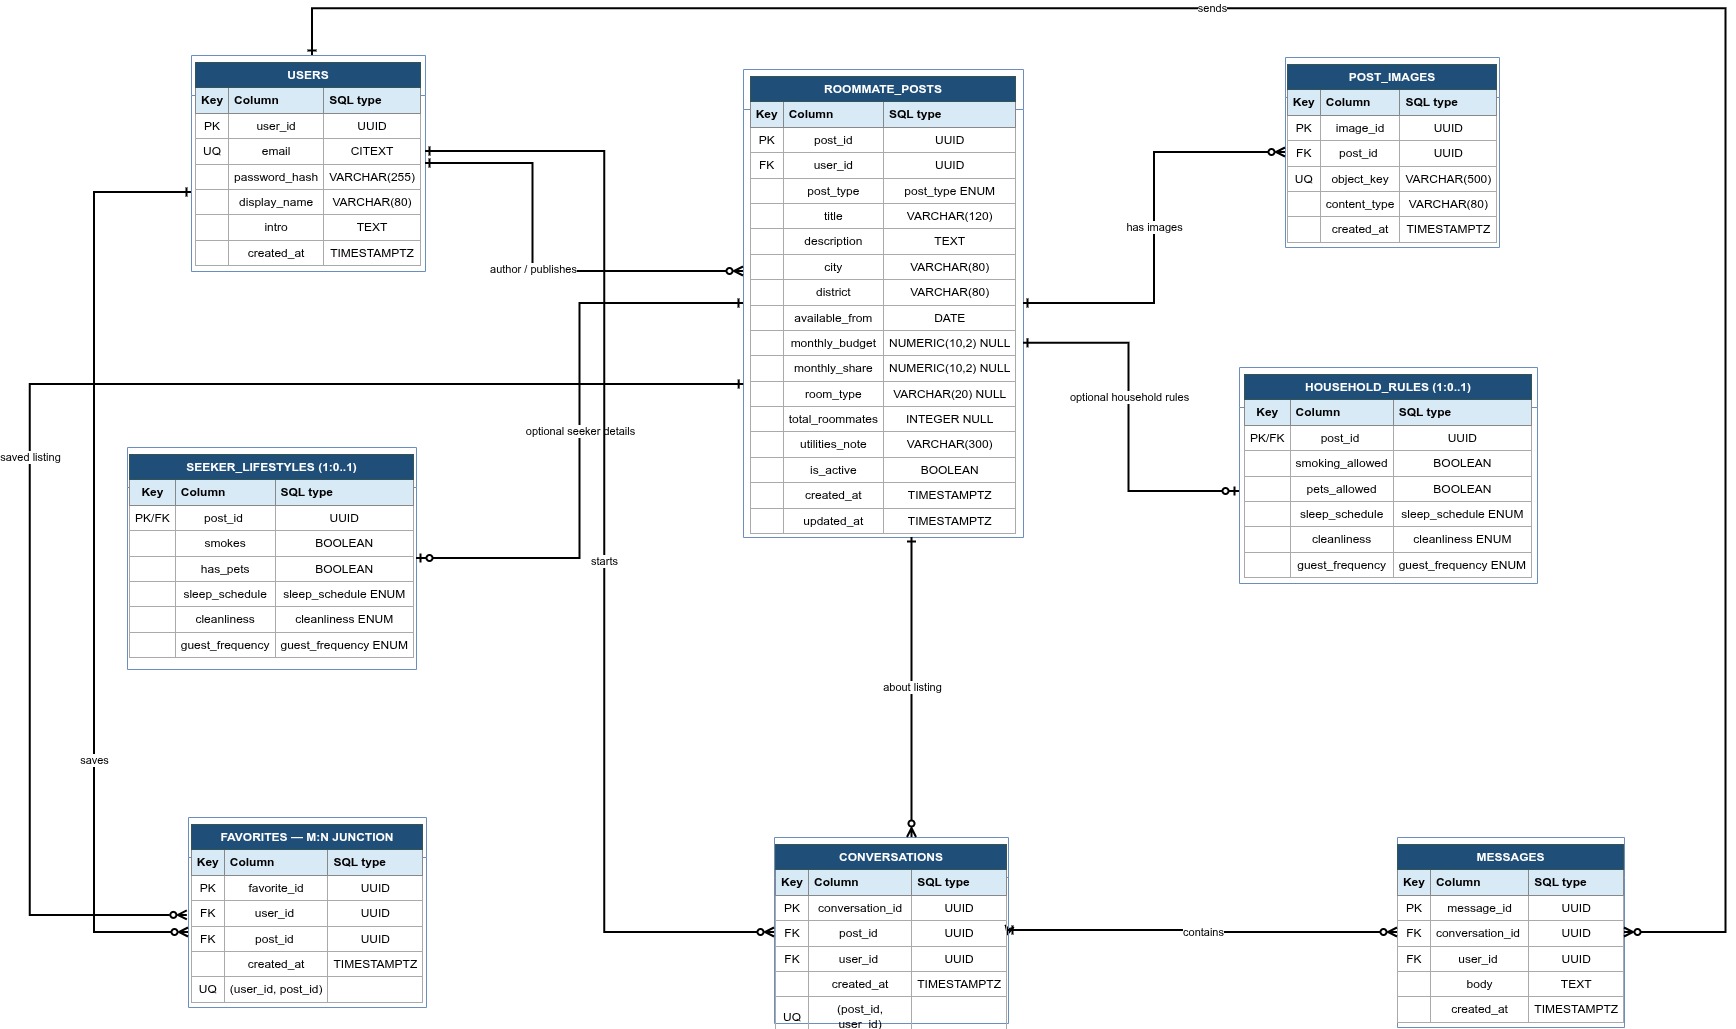 sends
USERS
Key Column SQL type
PK user_id UUID
UQ email CITEXT
password_hash VARCHAR(255)
display_name VARCHAR(80)
intro TEXT
created_at TIMESTAMPTZ
ROOMMATE_POSTS
Key Column SQL type
PK post_id UUID
FK user_id UUID
post_type post_type ENUM
title VARCHAR(120)
description TEXT
city VARCHAR(80)
district VARCHAR(80)
available_from DATE
monthly_budget NUMERIC(10,2) NULL
monthly_share NUMERIC(10,2) NULL
room_type VARCHAR(20) NULL
total_roommates INTEGER NULL
utilities_note VARCHAR(300)
is_active BOOLEAN
created_at TIMESTAMPTZ
updated_at TIMESTAMPTZ
POST_IMAGES
Key Column SQL type
PK image_id UUID
FK post_id UUID
UQ object_key VARCHAR(500)
content_type VARCHAR(80)
created_at TIMESTAMPTZ
has images
author / publishes
optional household rules
HOUSEHOLD_RULES (1:0..1)
Key Column SQL type
PK/FK post_id UUID
smoking_allowed BOOLEAN
pets_allowed BOOLEAN
sleep_schedule sleep_schedule ENUM
cleanliness cleanliness ENUM
guest_frequency guest_frequency ENUM
optional seeker details
saved listing
SEEKER_LIFESTYLES (1:0..1)
Key Column SQL type
PK/FK post_id UUID
smokes BOOLEAN
has_pets BOOLEAN
sleep_schedule sleep_schedule ENUM
cleanliness cleanliness ENUM
guest_frequency guest_frequency ENUM
starts
about listing
saves
FAVORITES — M:N JUNCTION
Key Column SQL type
PK favorite_id UUID
FK user_id UUID
FK post_id UUID
created_at TIMESTAMPTZ
UQ (user_id, post_id)
CONVERSATIONS
Key Column SQL type
PK conversation_id UUID
FK post_id UUID
FK user_id UUID
created_at TIMESTAMPTZ
UQ (post_id,
user_id)
contains
MESSAGES
Key Column SQL type
PK message_id UUID
FK conversation_id UUID
FK user_id UUID
body TEXT
created_at TIMESTAMPTZ